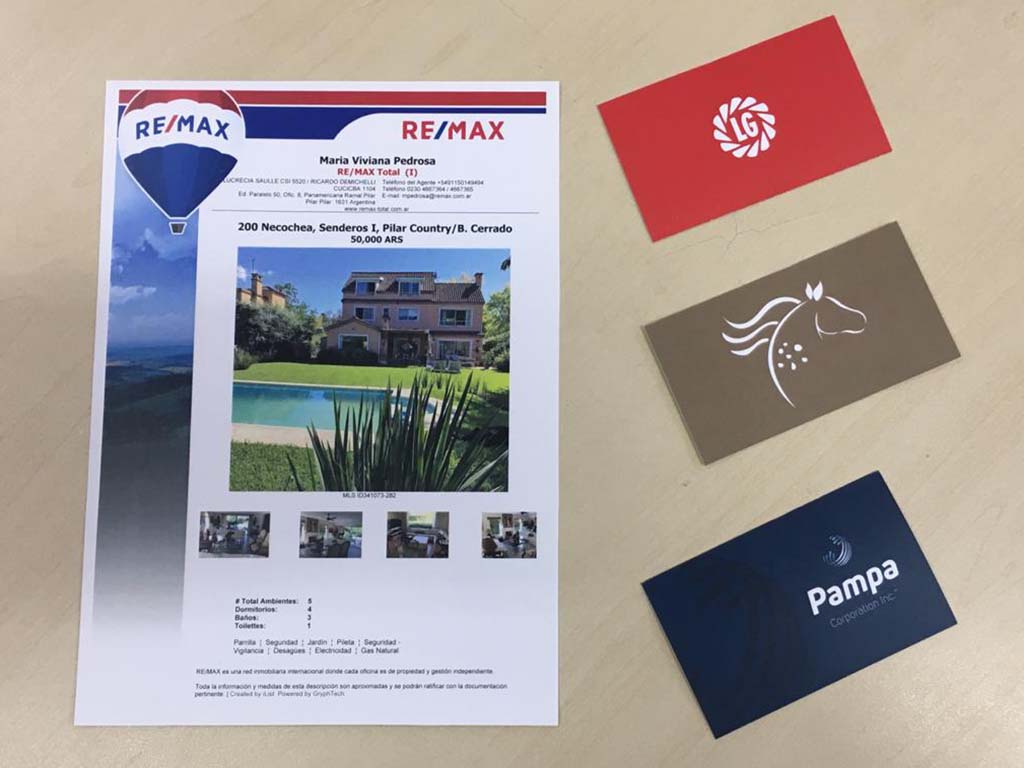 RE/MAX
RE/MAX
Maria Viviana Pedrosa
RE/MAX Total (I)
LUCRECIA SAULLE CSI 5520 / RICARDO DEMICHELLI Teléfono del Agente +5491150149494
CUCICBA 1104 Teléfono 0230 4667364 / 4667365
Ed. Paralelo 50, Ofic. 8, Panamericana Ramal Pilar E-mail mpedrosa@remax.com.ar
Pilar Pilar 1631 Argentina
www.remax-total.com.ar
200 Necochea, Senderos I, Pilar Country/B. Cerrado
50,000 ARS
MLS ID341073-282
# Total Ambientes: 5
Dormitorios: 4
Baños: 3
Toilettes: 1
Parrilla ¦ Seguridad ¦ Jardín ¦ Pileta ¦ Seguridad -
Vigilancia ¦ Desagües ¦ Electricidad ¦ Gas Natural
RE/MAX es una red inmobiliaria internacional donde cada oficina es de propiedad y gestión independiente.
Toda la información y medidas de esta descripción son aproximadas y se podrán ratificar con la documentación
pertinente. | Created by iList Powered by GryphTech.
LG
Pampa
Corporation Inc.